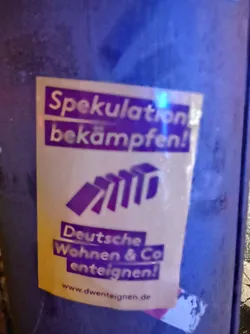 Spekulation
bekämpfen!
Deutsche
Wohnen & Co
enteignen!
www.dwenteignen.de